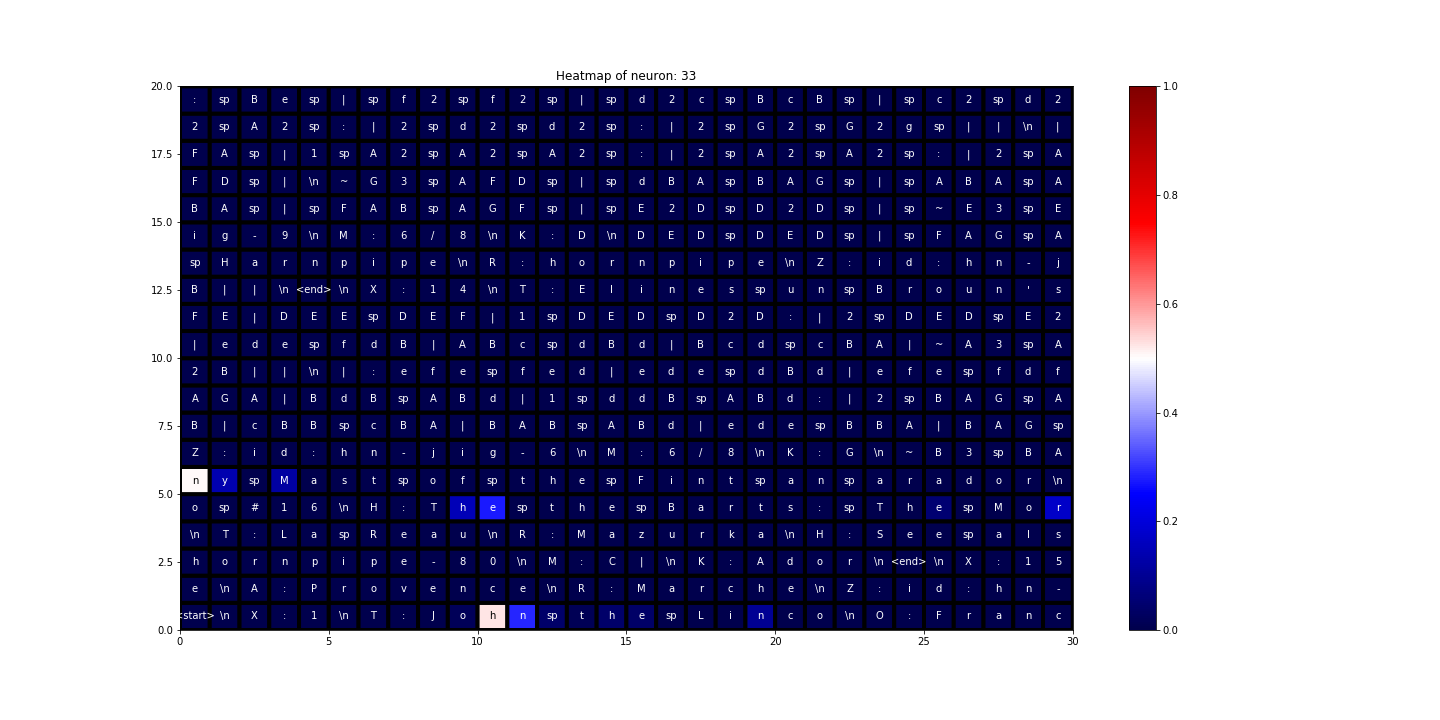 Heatmap of neuron: 33
20.0 : sp B e sp | sp f 2 sp f 2 sp | sp d 2 c sp B c B sp | sp c 2 sp d 2 1.0
2 sp A 2 sp : | 2 sp d 2 sp d 2 sp : | 2 sp G 2 sp G 2 g sp | | \n |
17.5 F A sp | 1 sp A 2 sp A 2 sp A 2 sp : | 2 sp A 2 sp A 2 sp : | 2 sp A
F D sp | \n ~ G 3 sp A F D sp | sp d B A sp B A G sp | sp A B A sp A 0.8
15.0 B A sp | sp F A B sp A G F sp | sp E 2 D sp D 2 D sp | sp ~ E 3 sp E
i g - 9 \n M : 6 / 8 \n K : D \n D E D sp D E D sp | sp F A G sp A
sp H a r n p i p e \n R : h o r n p i p e \n Z : i d : h n - j
12.5 B | | \n <end> \n X : 1 4 \n T : E l i n e s sp u n sp B r o u n ' s 0.6
F E | D E E sp D E F | 1 sp D E D sp D 2 D : | 2 sp D E D sp E 2
10.0 | e d e sp f d B | A B c sp d B d | B c d sp c B A | ~ A 3 sp A
2 B | | \n | : e f e sp f e d | e d e sp d B d | e f e sp f d f
A G A | B d B sp A B d | 1 sp d d B sp A B d : | 2 sp B A G sp A 0.4
7.5 B | c B B sp c B A | B A B sp A B d | e d e sp B B A | B A G sp
Z : i d : h n - j i g - 6 \n M : 6 / 8 \n K : G \n ~ B 3 sp B A
n y sp M a s t sp o f sp t h e sp F i n t sp a n sp a r a d o r \n
5.0 o sp # 1 6 \n H : T h e sp t h e sp B a r t s : sp T h e sp M o r 0.2
\n T : L a sp R e a u \n R : M a z u r k a \n H : S e e sp a l s
2.5 h o r n p i p e - 8 0 \n M : C | \n K : A d o r \n <end> \n X : 1 5
e \n A : P r o v e n c e \n R : M a r c h e \n Z : i d : h n -
0.0 <start> \n X : 1 \n T : J o h n sp t h e sp L i n c o \n O : F r a n c 0.0
0 5 10 15 20 25 30